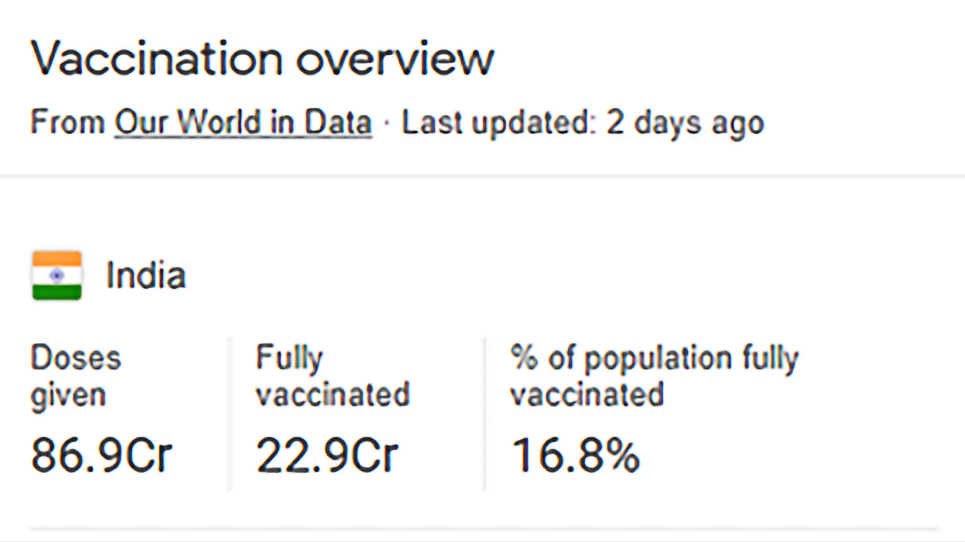 Vaccination overview
From Our World in Data · Last updated: 2 days ago
India
Doses given
86.9Cr
Fully vaccinated
22.9Cr
% of population fully vaccinated
16.8%